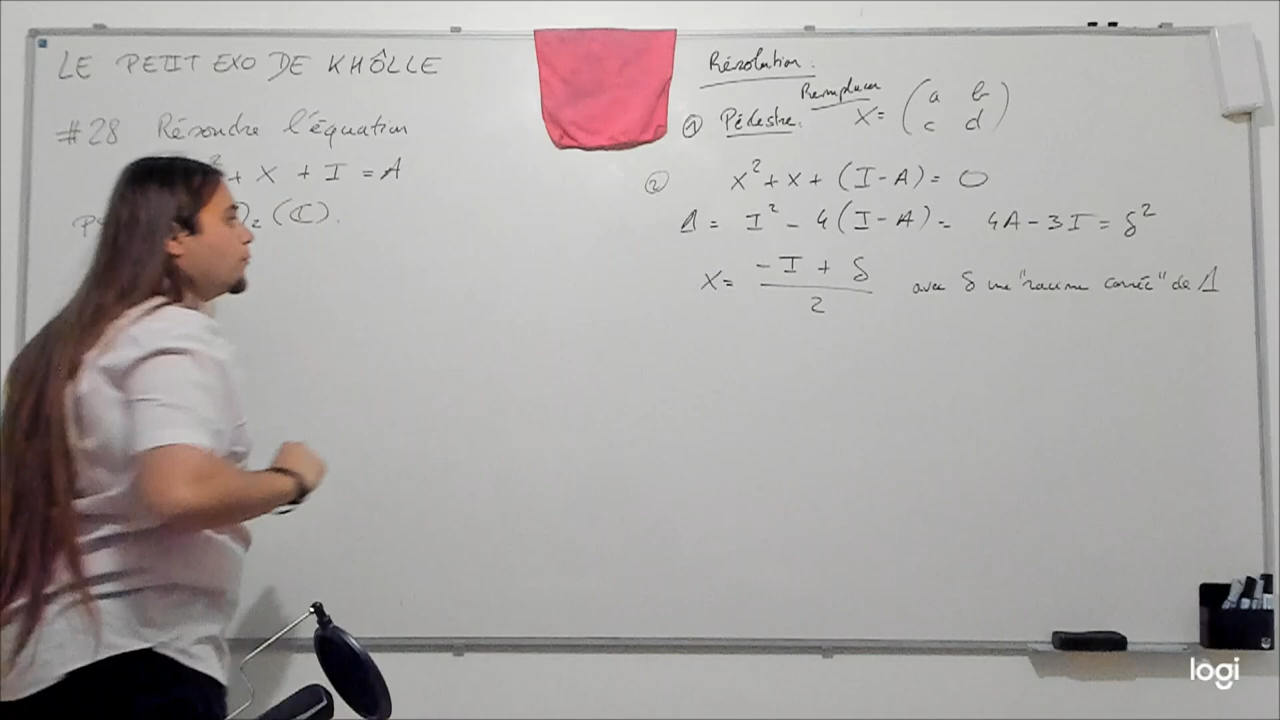 LE PETIT EXO DE KHÔLLE
#28 Résoudre l'équation
² + X + I = A
)₂(ℂ).
Résolution :
① Pédestre. Remplacer X = (a b
c d)
② X² + X + (I-A) = 0
Δ = I² - 4(I-A) = 4A - 3I = δ²
X = (-I + δ)/2 avec δ une "racine carrée" de Δ
logi